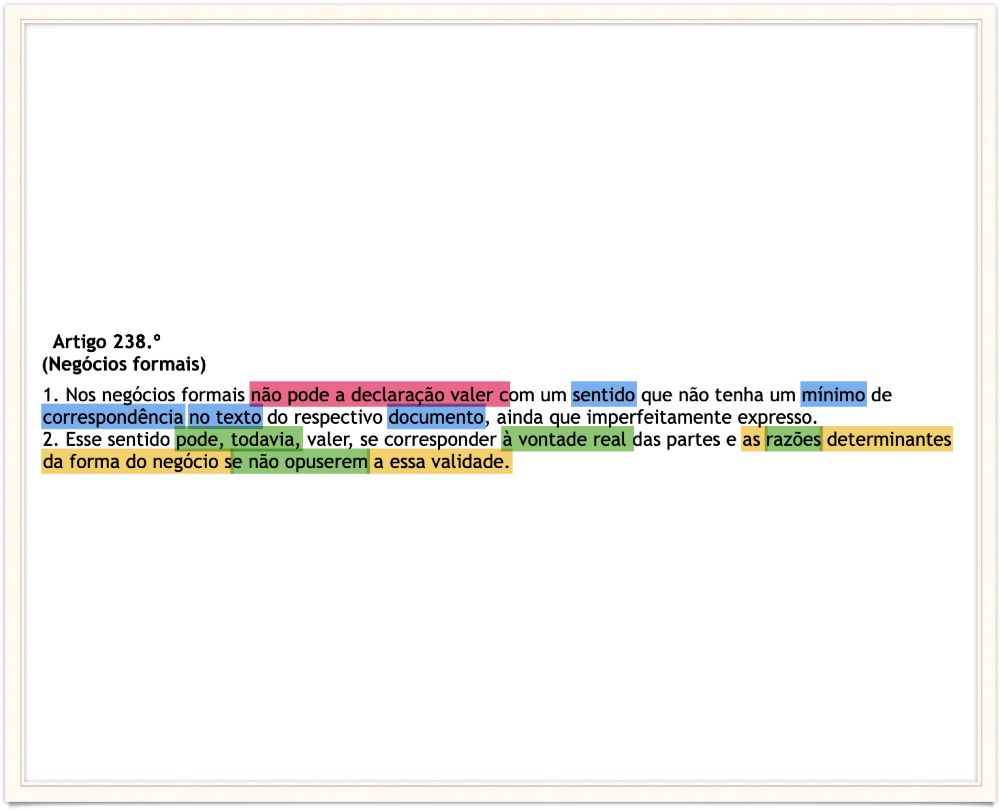 Artigo 238.º
(Negócios formais)
1. Nos negócios formais não pode a declaração valer com um sentido que não tenha um mínimo de
correspondência no texto do respectivo documento, ainda que imperfeitamente expresso.
2. Esse sentido pode, todavia, valer, se corresponder à vontade real das partes e as razões determinantes
da forma do negócio se não opuserem a essa validade.